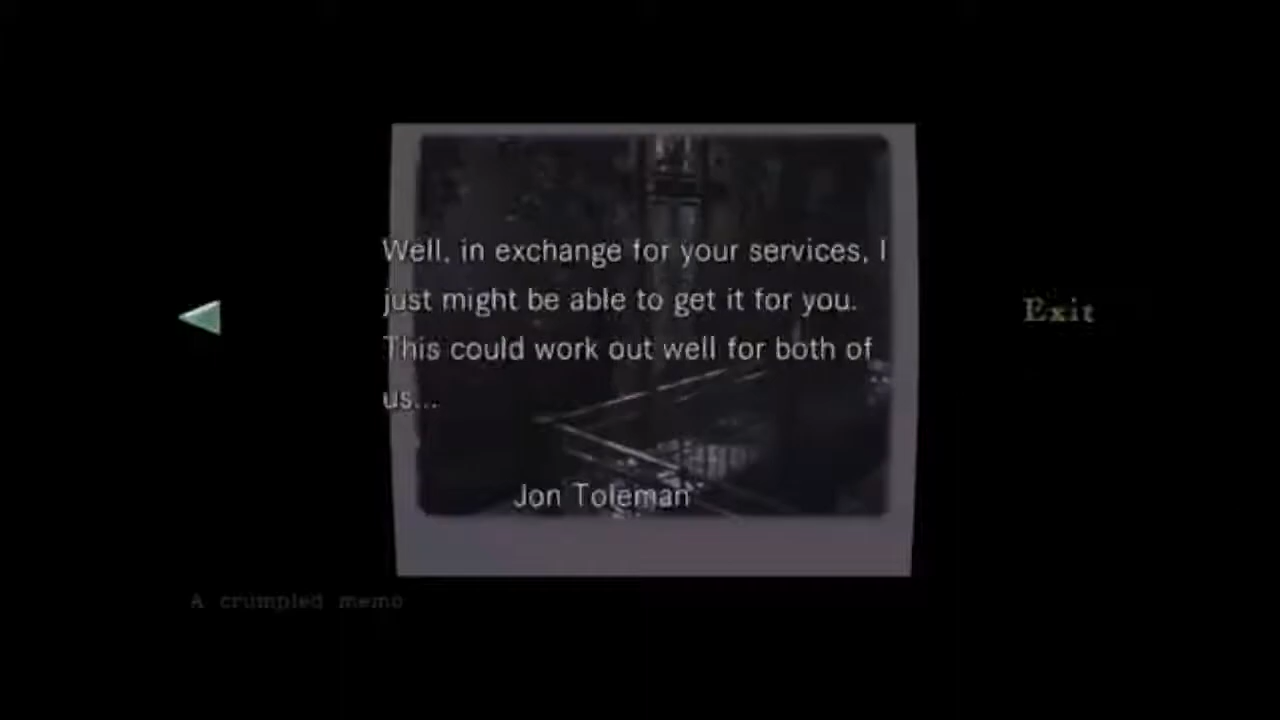 Well, in exchange for your services, I
just might be able to get it for you.
This could work out well for both of
us...
Jon Toleman
Exit
A crumpled memo